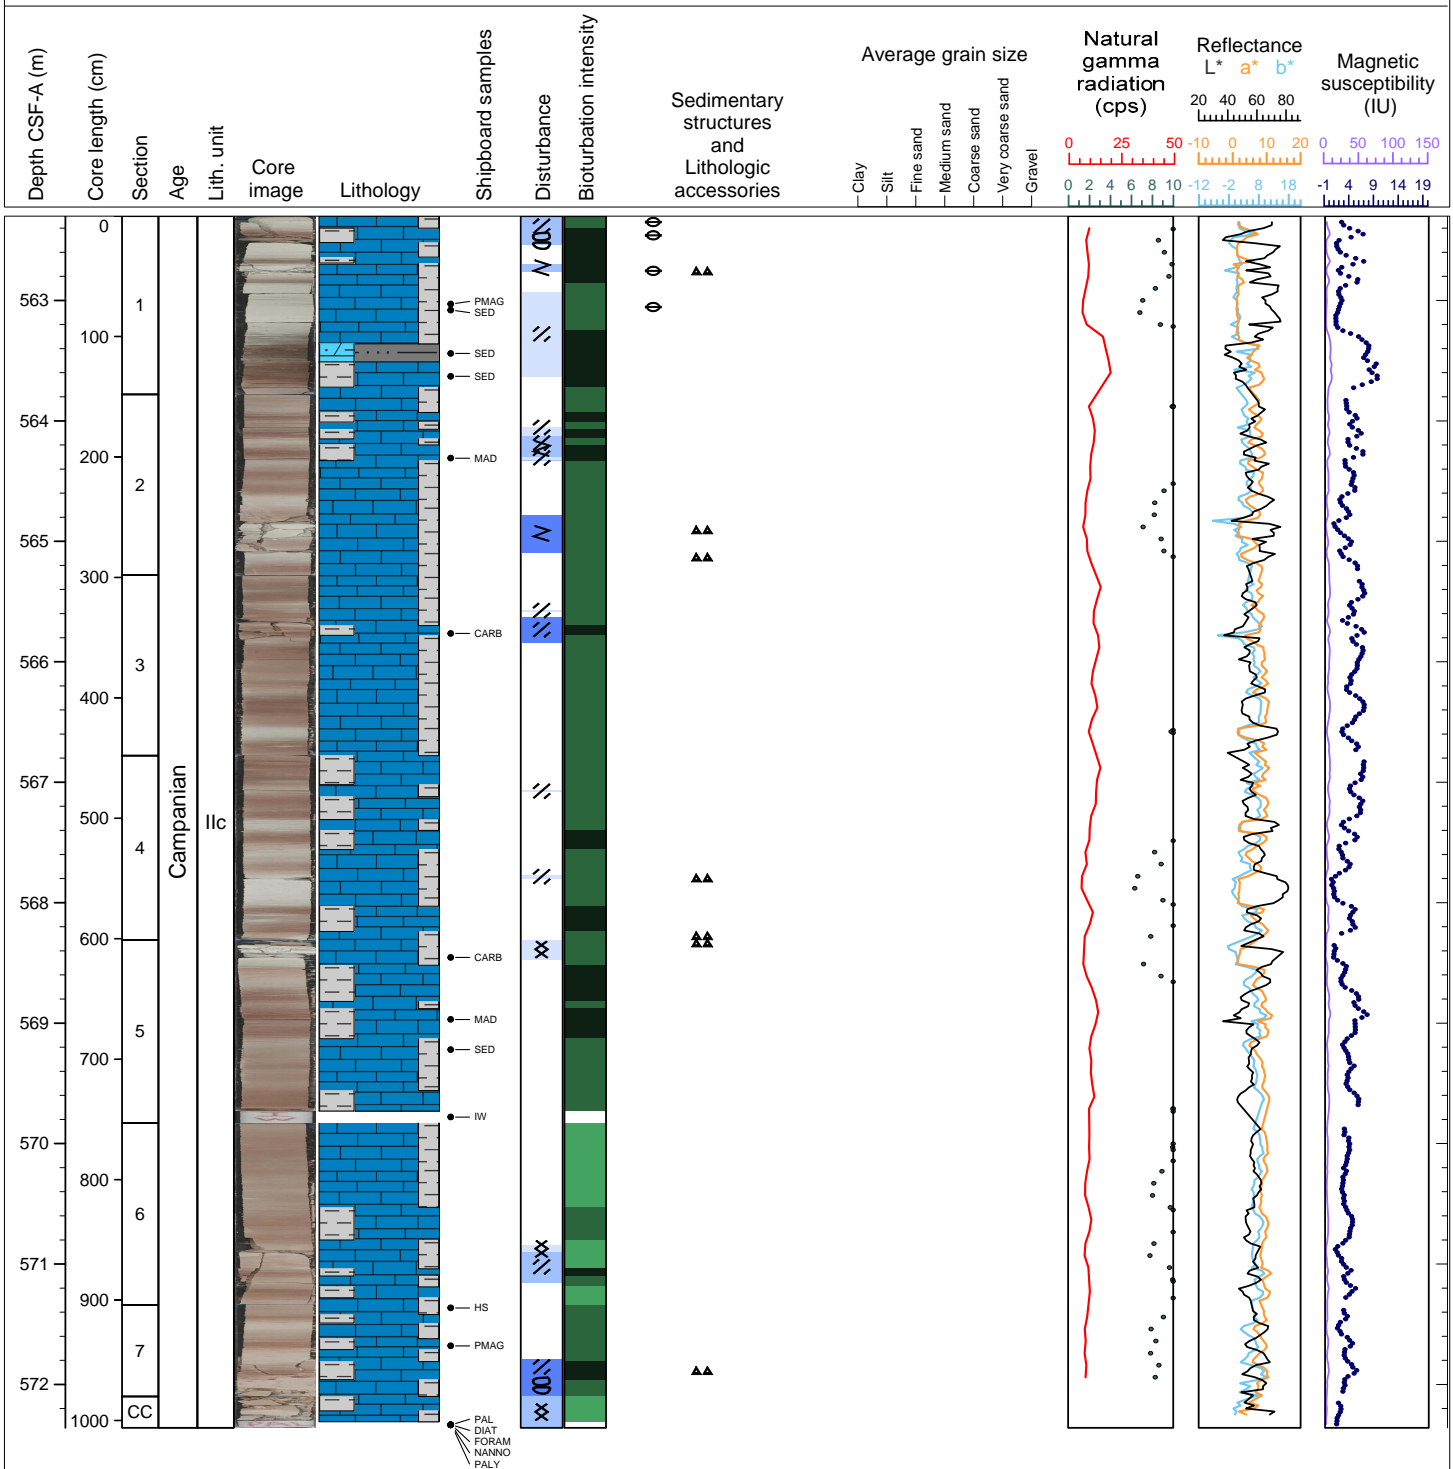 Depth CSF-A (m)
Core length (cm)
Section
Age
Lith. unit
Core
image
Lithology
Shipboard samples
Disturbance
Bioturbation intensity
Sedimentary
structures
and
Lithologic
accessories
Average grain size
Clay
Silt
Fine sand
Medium sand
Coarse sand
Very coarse sand
Gravel
Natural
gamma
radiation
(cps)
0 25 50
0 2 4 6 8 10
Reflectance
L* a* b*
20 40 60 80
-10 0 10 20
-12 -2 8 18
Magnetic
susceptibility
(IU)
0 50 100 150
-1 4 9 14 19
563
564
565
566
567
568
569
570
571
572
0
100
200
300
400
500
600
700
800
900
1000
1
2
3
4
5
6
7
CC
Campanian
IIc
PMAG
SED
SED
SED
MAD
CARB
CARB
MAD
SED
IW
HS
PMAG
PAL
DIAT
FORAM
NANNO
PALY